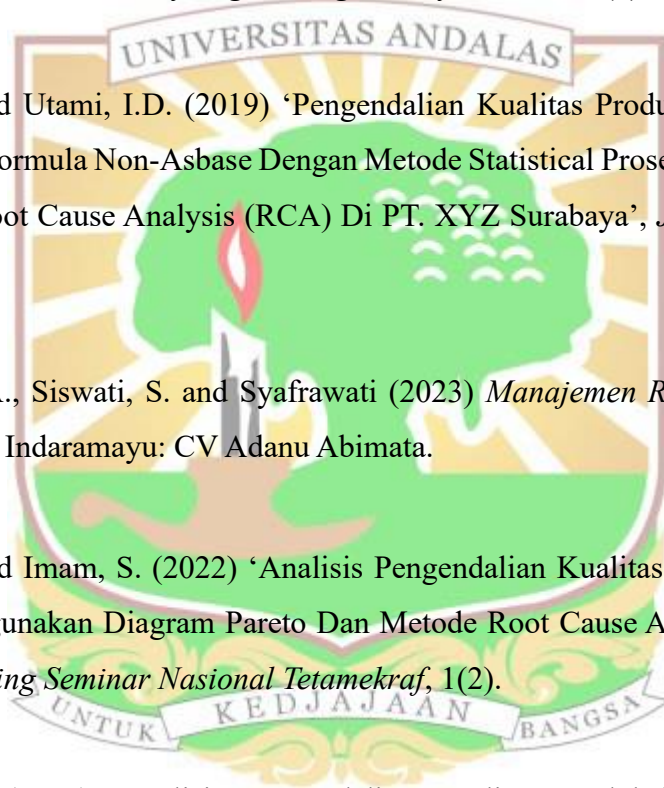 UNIVERSITAS ANDALAS
d Utami, I.D. (2019) ‘Pengendalian Kualitas Produ
ormula Non-Asbase Dengan Metode Statistical Prose
ot Cause Analysis (RCA) Di PT. XYZ Surabaya’, J
A., Siswati, S. and Syafrawati (2023) Manajemen R
Indaramayu: CV Adanu Abimata.
d Imam, S. (2022) ‘Analisis Pengendalian Kualitas
gunakan Diagram Pareto Dan Metode Root Cause A
ing Seminar Nasional Tetamekraf, 1(2).
UNTUK KEDJAJAAN BANGSA